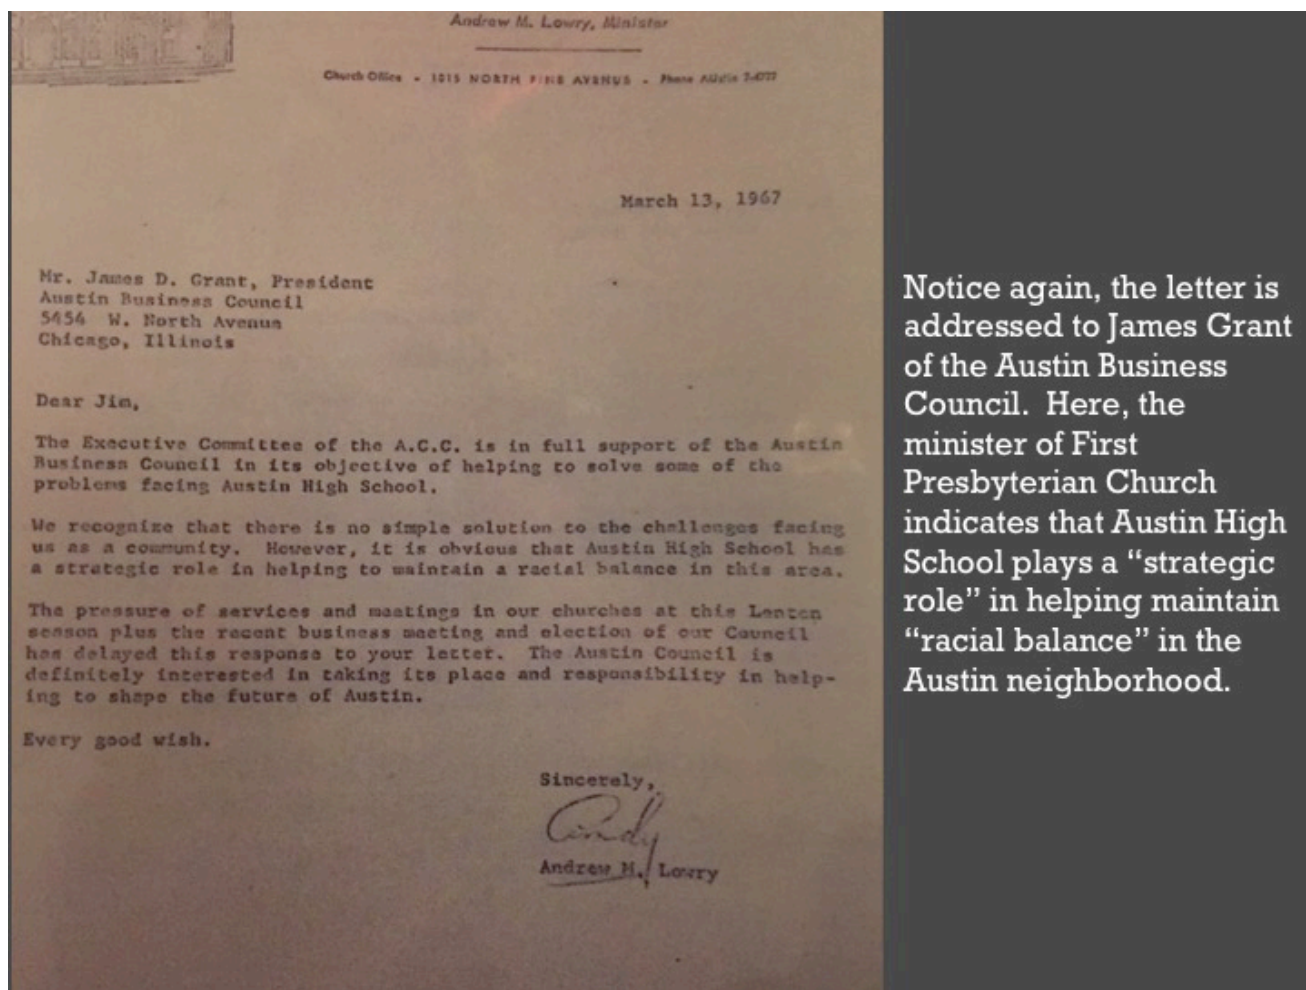 Andrew M. Lowry, Minister
Church Office - 1015 NORTH PINE AVENUE - Phone AUstin
March 13, 1967
Mr. James D. Grant, President
Austin Business Council
5454 W. North Avenue
Chicago, Illinois
Dear Jim,
The Executive Committee of the A.C.C. is in full support of the Austin
Business Council in its objective of helping to solve some of the
problems facing Austin High School.
We recognize that there is no simple solution to the challenges facing
us as a community. However, it is obvious that Austin High School has
a strategic role in helping to maintain a racial balance in this area.
The pressure of services and meetings in our churches at this Lenten
season plus the recent business meeting and election of our Council
has delayed this response to your letter. The Austin Council is
definitely interested in taking its place and responsibility in help-
ing to shape the future of Austin.
Every good wish.
Sincerely,
Andy
Andrew M. Lowry
Notice again, the letter is
addressed to James Grant
of the Austin Business
Council. Here, the
minister of First
Presbyterian Church
indicates that Austin High
School plays a “strategic
role” in helping maintain
“racial balance” in the
Austin neighborhood.